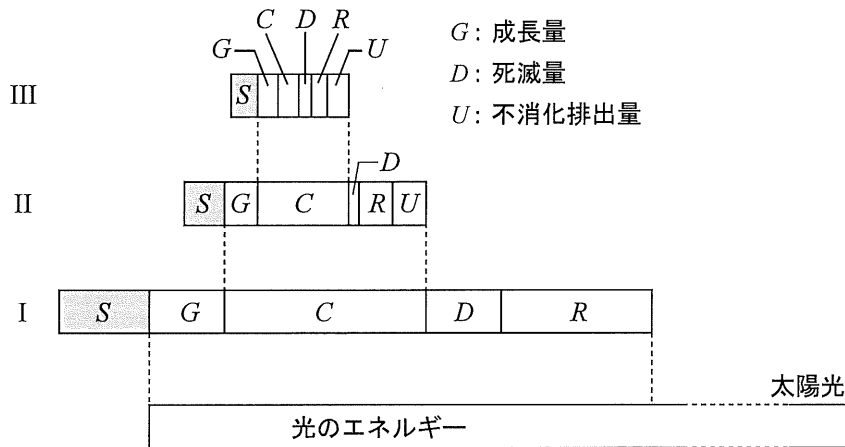 C D R
G U
III S
G: 成長量
D: 死滅量
U: 不消化排出量
D
II S G C R U
I S G C D R
太陽光
光のエネルギー